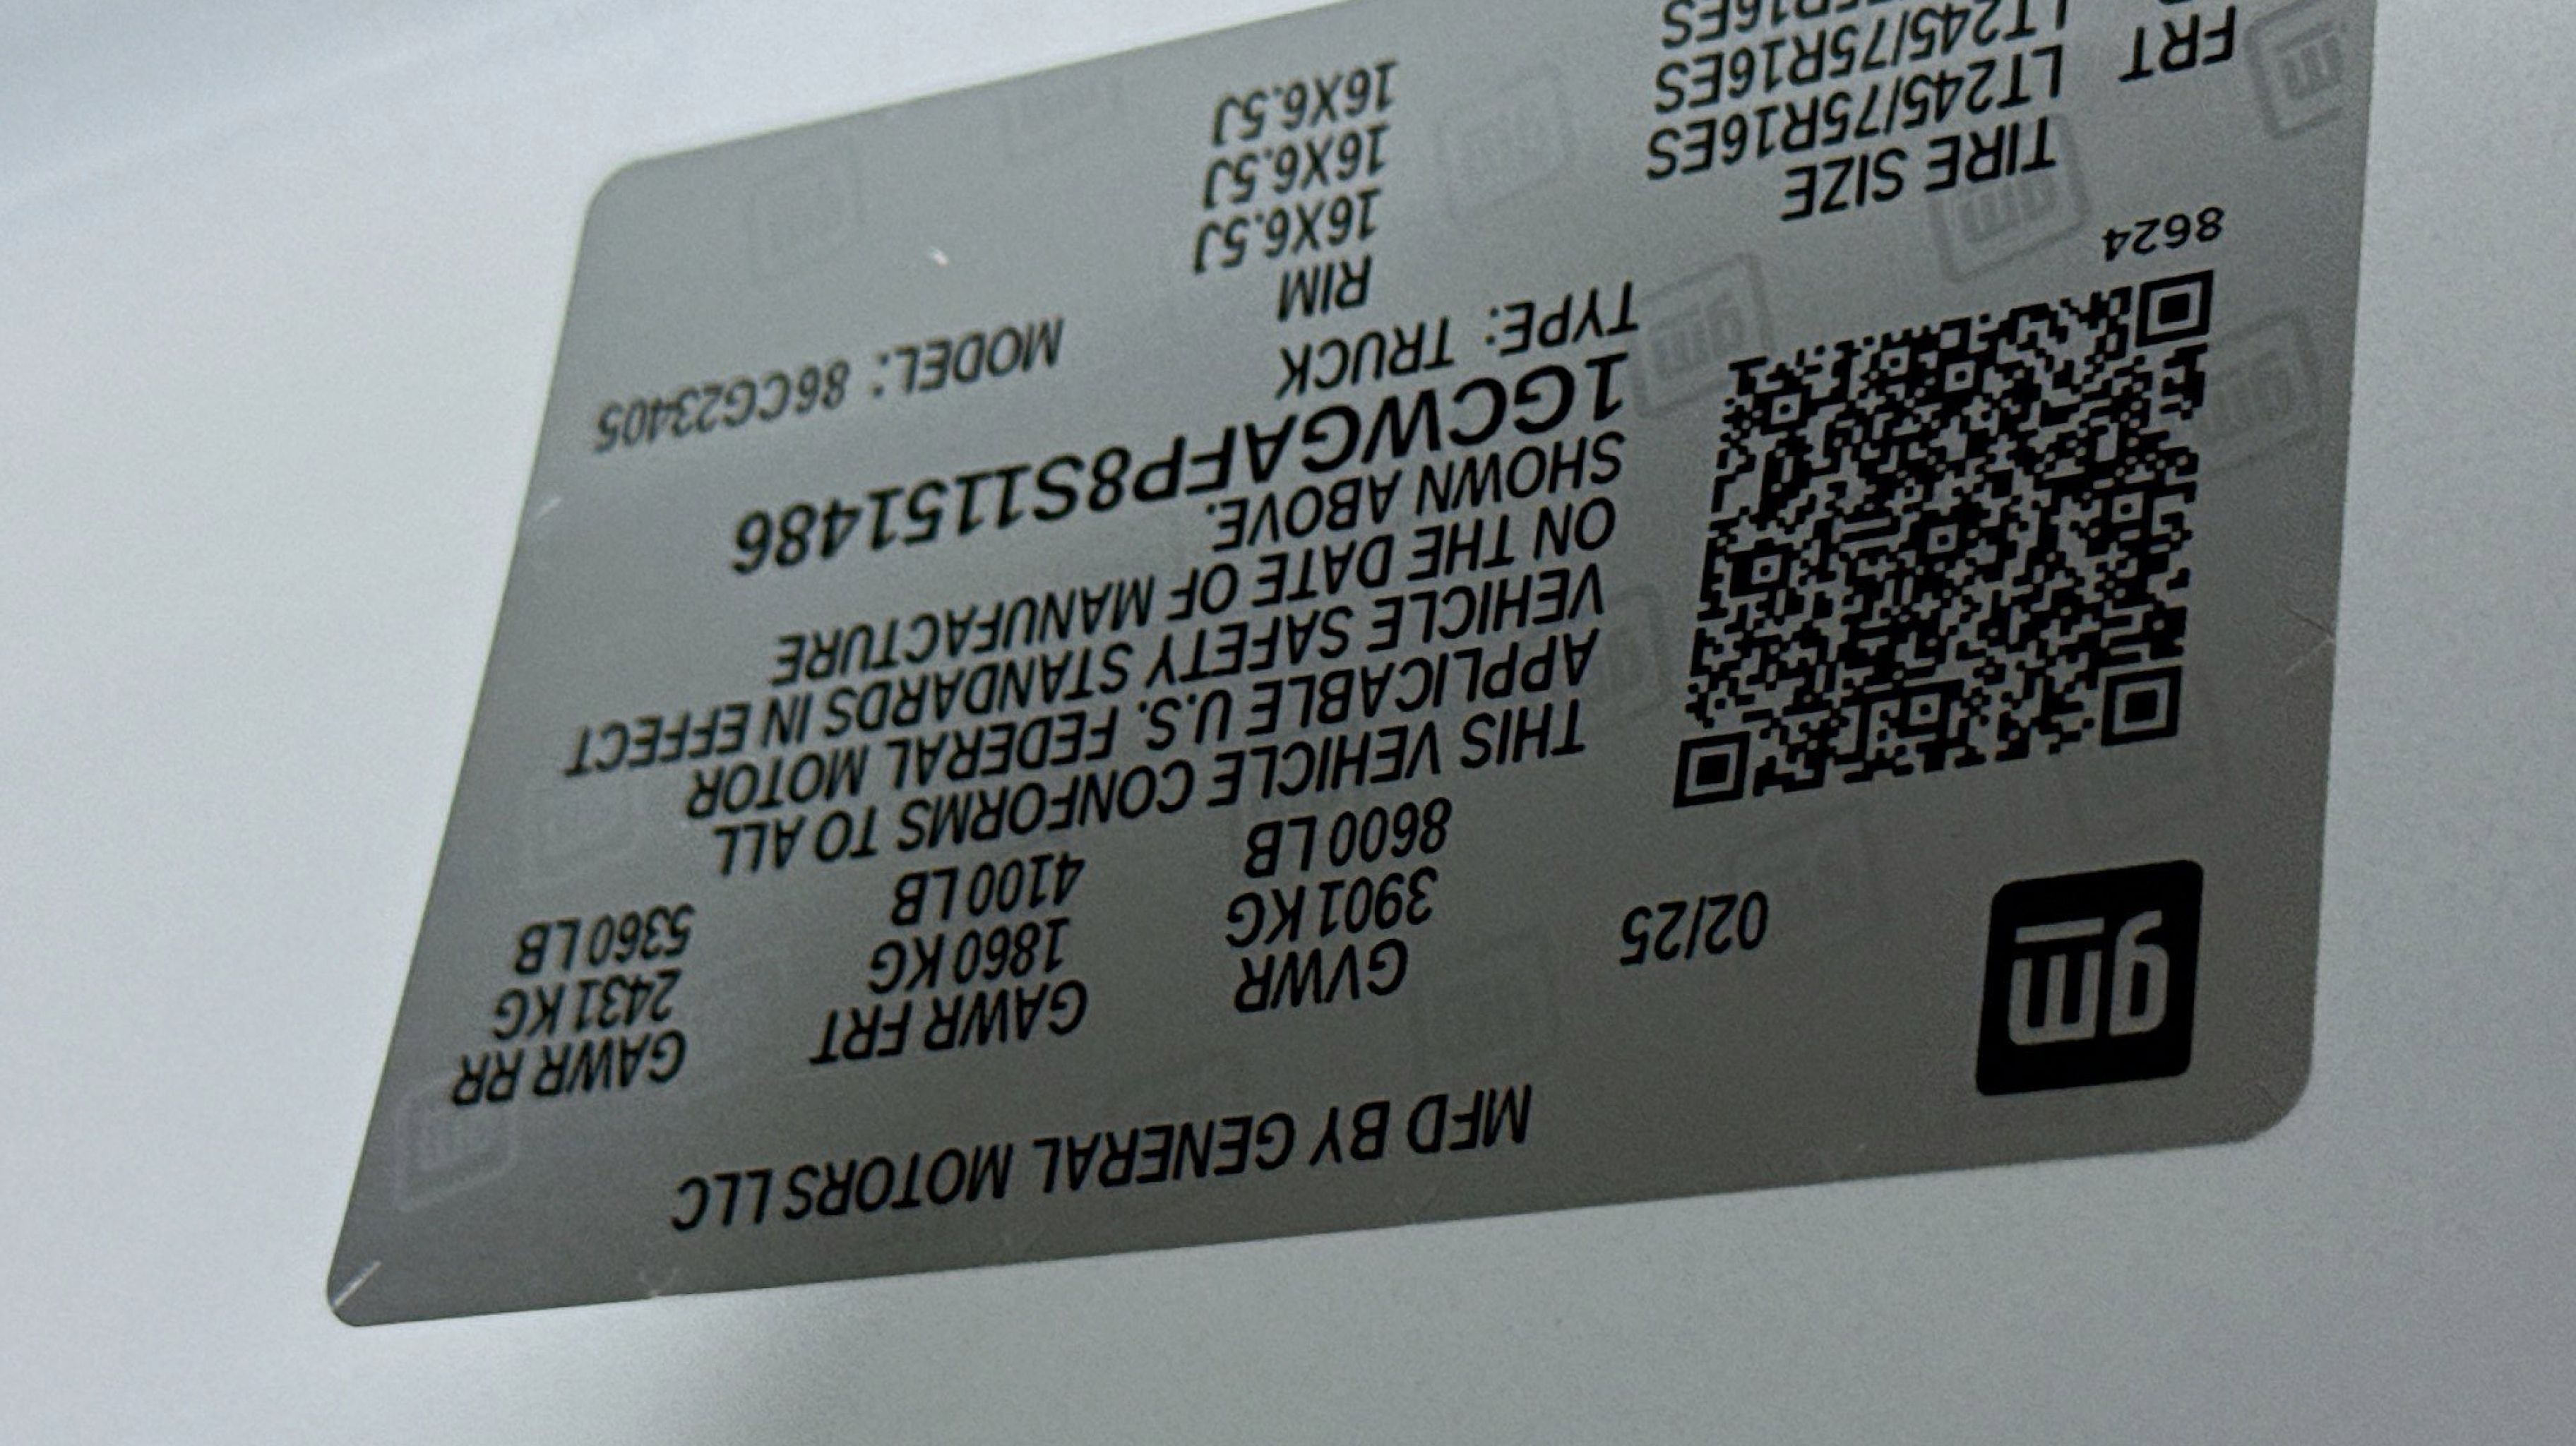 MFD BY GENERAL MOTORS LLC
gm
02/25
GVWR GAWR FRT GAWR RR
3901 KG 1860 KG 2431 KG
8600 LB 4100 LB 5360 LB
THIS VEHICLE CONFORMS TO ALL
APPLICABLE U.S. FEDERAL MOTOR
VEHICLE SAFETY STANDARDS IN EFFECT
ON THE DATE OF MANUFACTURE
SHOWN ABOVE.
1GCWGAFP8S1151486
TYPE: TRUCK MODEL: 86CG23405
8624
TIRE SIZE RIM
FRT LT245/75R16ES 16X6.5J
LT245/75R16ES 16X6.5J
16X6.5J